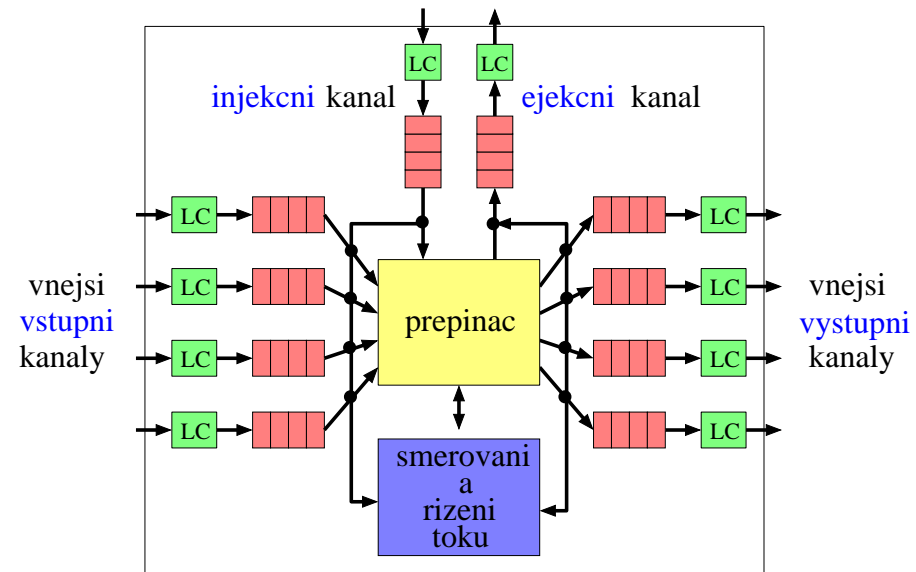 LC LC
injekcni kanal ejekcni kanal
LC LC
LC LC
vnejsi
vstupni
kanaly
prepinac
vnejsi
vystupni
kanaly
LC LC
LC LC
smerovani
a
rizeni
toku